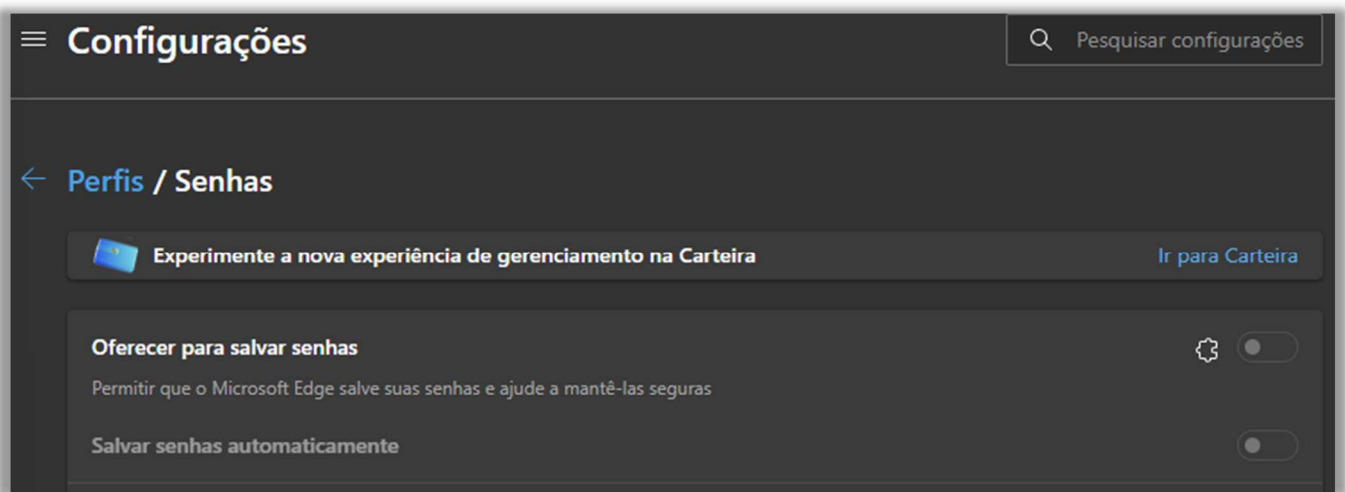 Configurações
Pesquisar configurações
Perfis / Senhas
Experimente a nova experiência de gerenciamento na Carteira
Ir para Carteira
Oferecer para salvar senhas
Permitir que o Microsoft Edge salve suas senhas e ajude a mantê-las seguras
Salvar senhas automaticamente